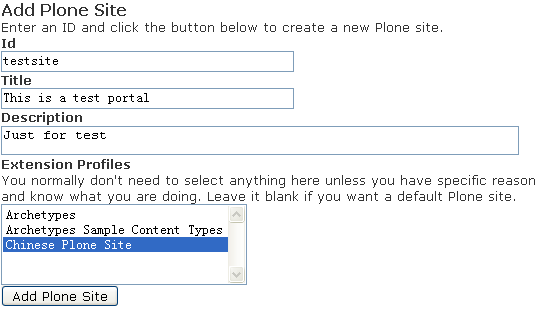 Add Plone Site
Enter an ID and click the button below to create a new Plone site.
Id
testsite
Title
This is a test portal
Description
Just for test
Extension Profiles
You normally don't need to select anything here unless you have specific reason
and know what you are doing. Leave it blank if you want a default Plone site.
Archetypes
Archetypes Sample Content Types
Chinese Plone Site
Add Plone Site